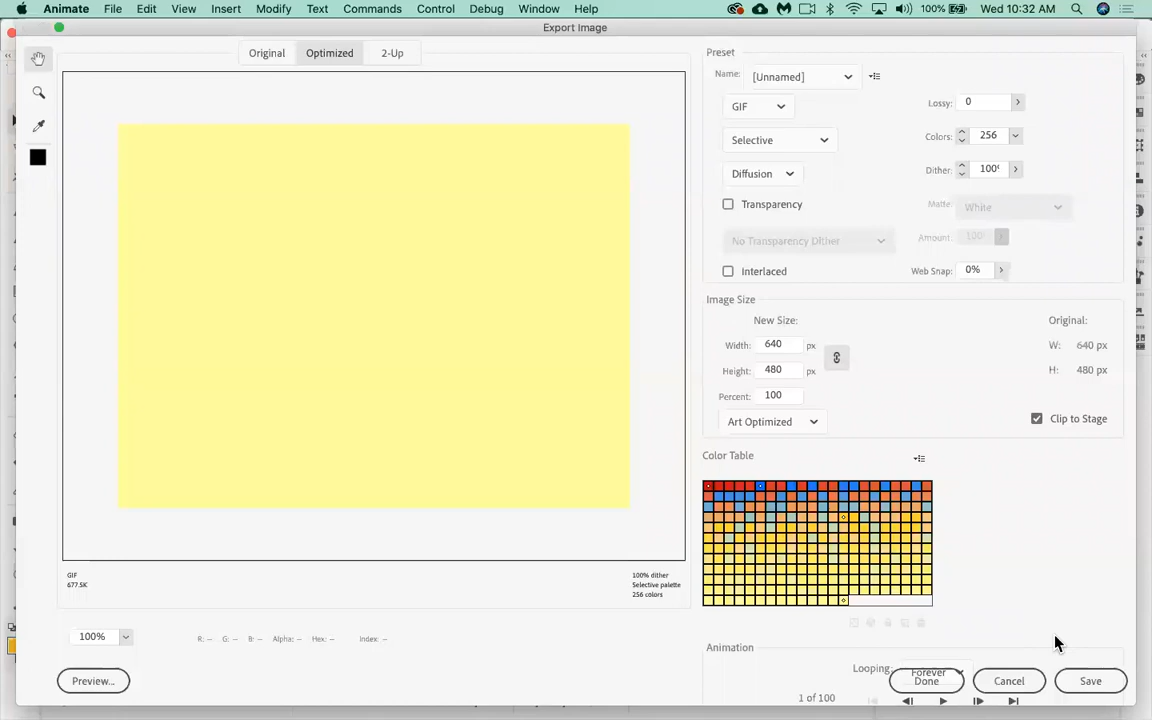 Animate File Edit View Insert Modify Text Commands Control Debug Window Help 100% Wed 10:32 AM
Export Image
Original Optimized 2-Up
Preset
Name: [Unnamed]
GIF Lossy: 0
Selective Colors: 256
Diffusion Dither: 100%
Transparency Matte: White
No Transparency Dither Amount: 100
Interlaced Web Snap: 0%
Image Size
New Size: Original:
Width: 640 px W: 640 px
Height: 480 px H: 480 px
Percent: 100
Art Optimized Clip to Stage
Color Table
GIF
677.5K
100% dither
Selective palette
256 colors
100% R: -- G: -- B: -- Alpha: -- Hex: -- Index: --
Animation
Looping: Forever
Preview... Done Cancel Save
1 of 100